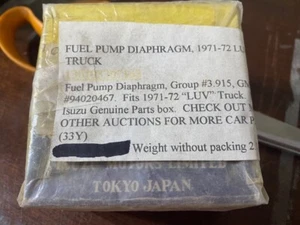 FUEL PUMP DIAPHRAGM, 1971-72 LU
TRUCK
Fuel Pump Diaphragm, Group #3.915, GM
#94020467. Fits 1971-72 "LUV" Truck.
Isuzu Genuine Parts box. CHECK OUT M
OTHER AUCTIONS FOR MORE CAR P
(33Y)
Weight without packing 2
MOTORS LIMITED
TOKYO JAPAN